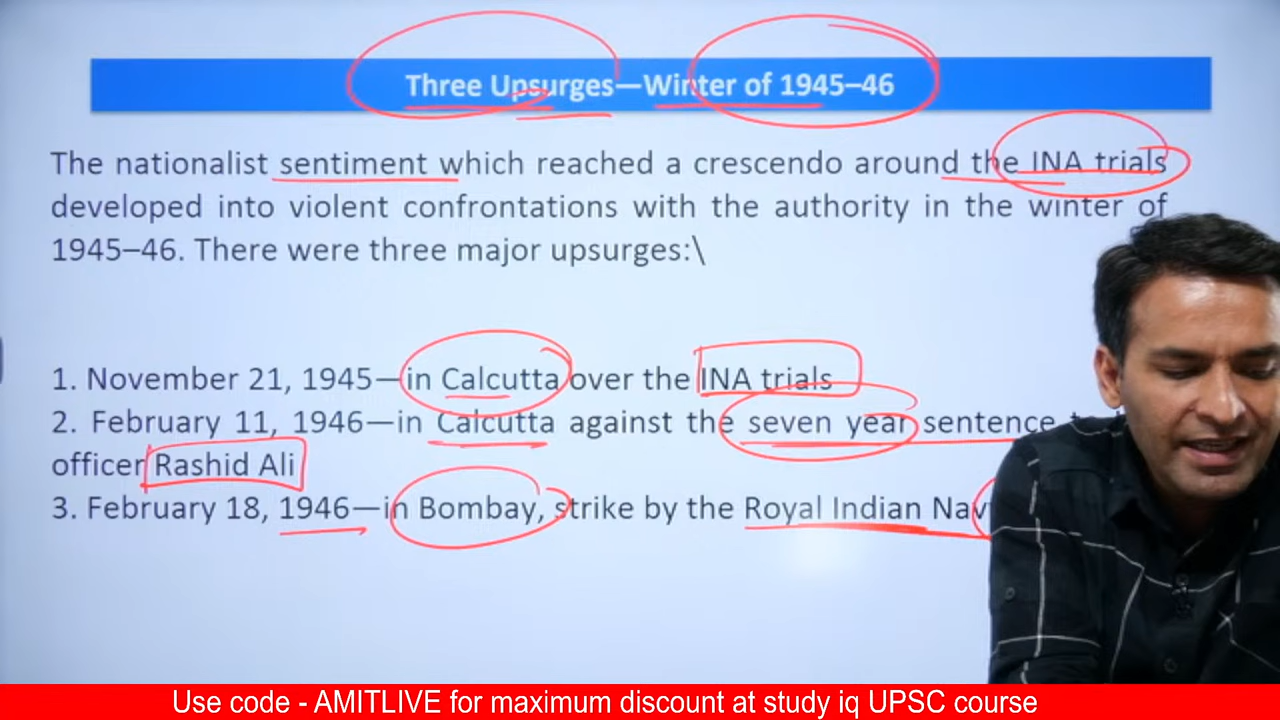 Three Upsurges—Winter of 1945–46
The nationalist sentiment which reached a crescendo around the INA trials
developed into violent confrontations with the authority in the winter of
1945–46. There were three major upsurges:\
1. November 21, 1945—in Calcutta over the INA trials
2. February 11, 1946—in Calcutta against the seven year sentence
officer Rashid Ali
3. February 18, 1946—in Bombay, strike by the Royal Indian
Use code - AMITLIVE for maximum discount at study iq UPSC course